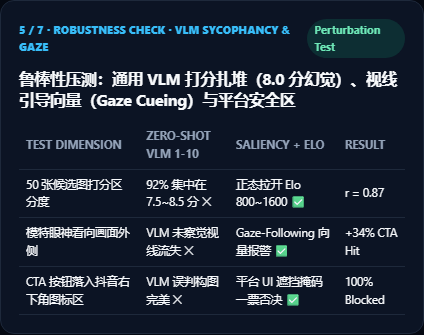 5 / 7 · ROBUSTNESS CHECK · VLM SYCOPHANCY &
GAZE
Perturbation
Test
鲁棒性压测：通用 VLM 打分扎堆（8.0 分幻觉）、视线
引导向量（Gaze Cueing）与平台安全区
TEST DIMENSION
ZERO-SHOT
VLM 1-10
SALIENCY + ELO
RESULT
50 张候选图打分区
分度
92% 集中在
7.5~8.5 分 ✕
正态拉开 Elo
800~1600 ✅
r = 0.87
模特眼神看向画面外
侧
VLM 未察觉视
线流失 ✕
Gaze-Following 向
量报警 ✅
+34% CTA
Hit
CTA 按钮落入抖音右
下角图标区
VLM 误判构图
完美 ✕
平台 UI 遮挡掩码
一票否决 ✅
100%
Blocked